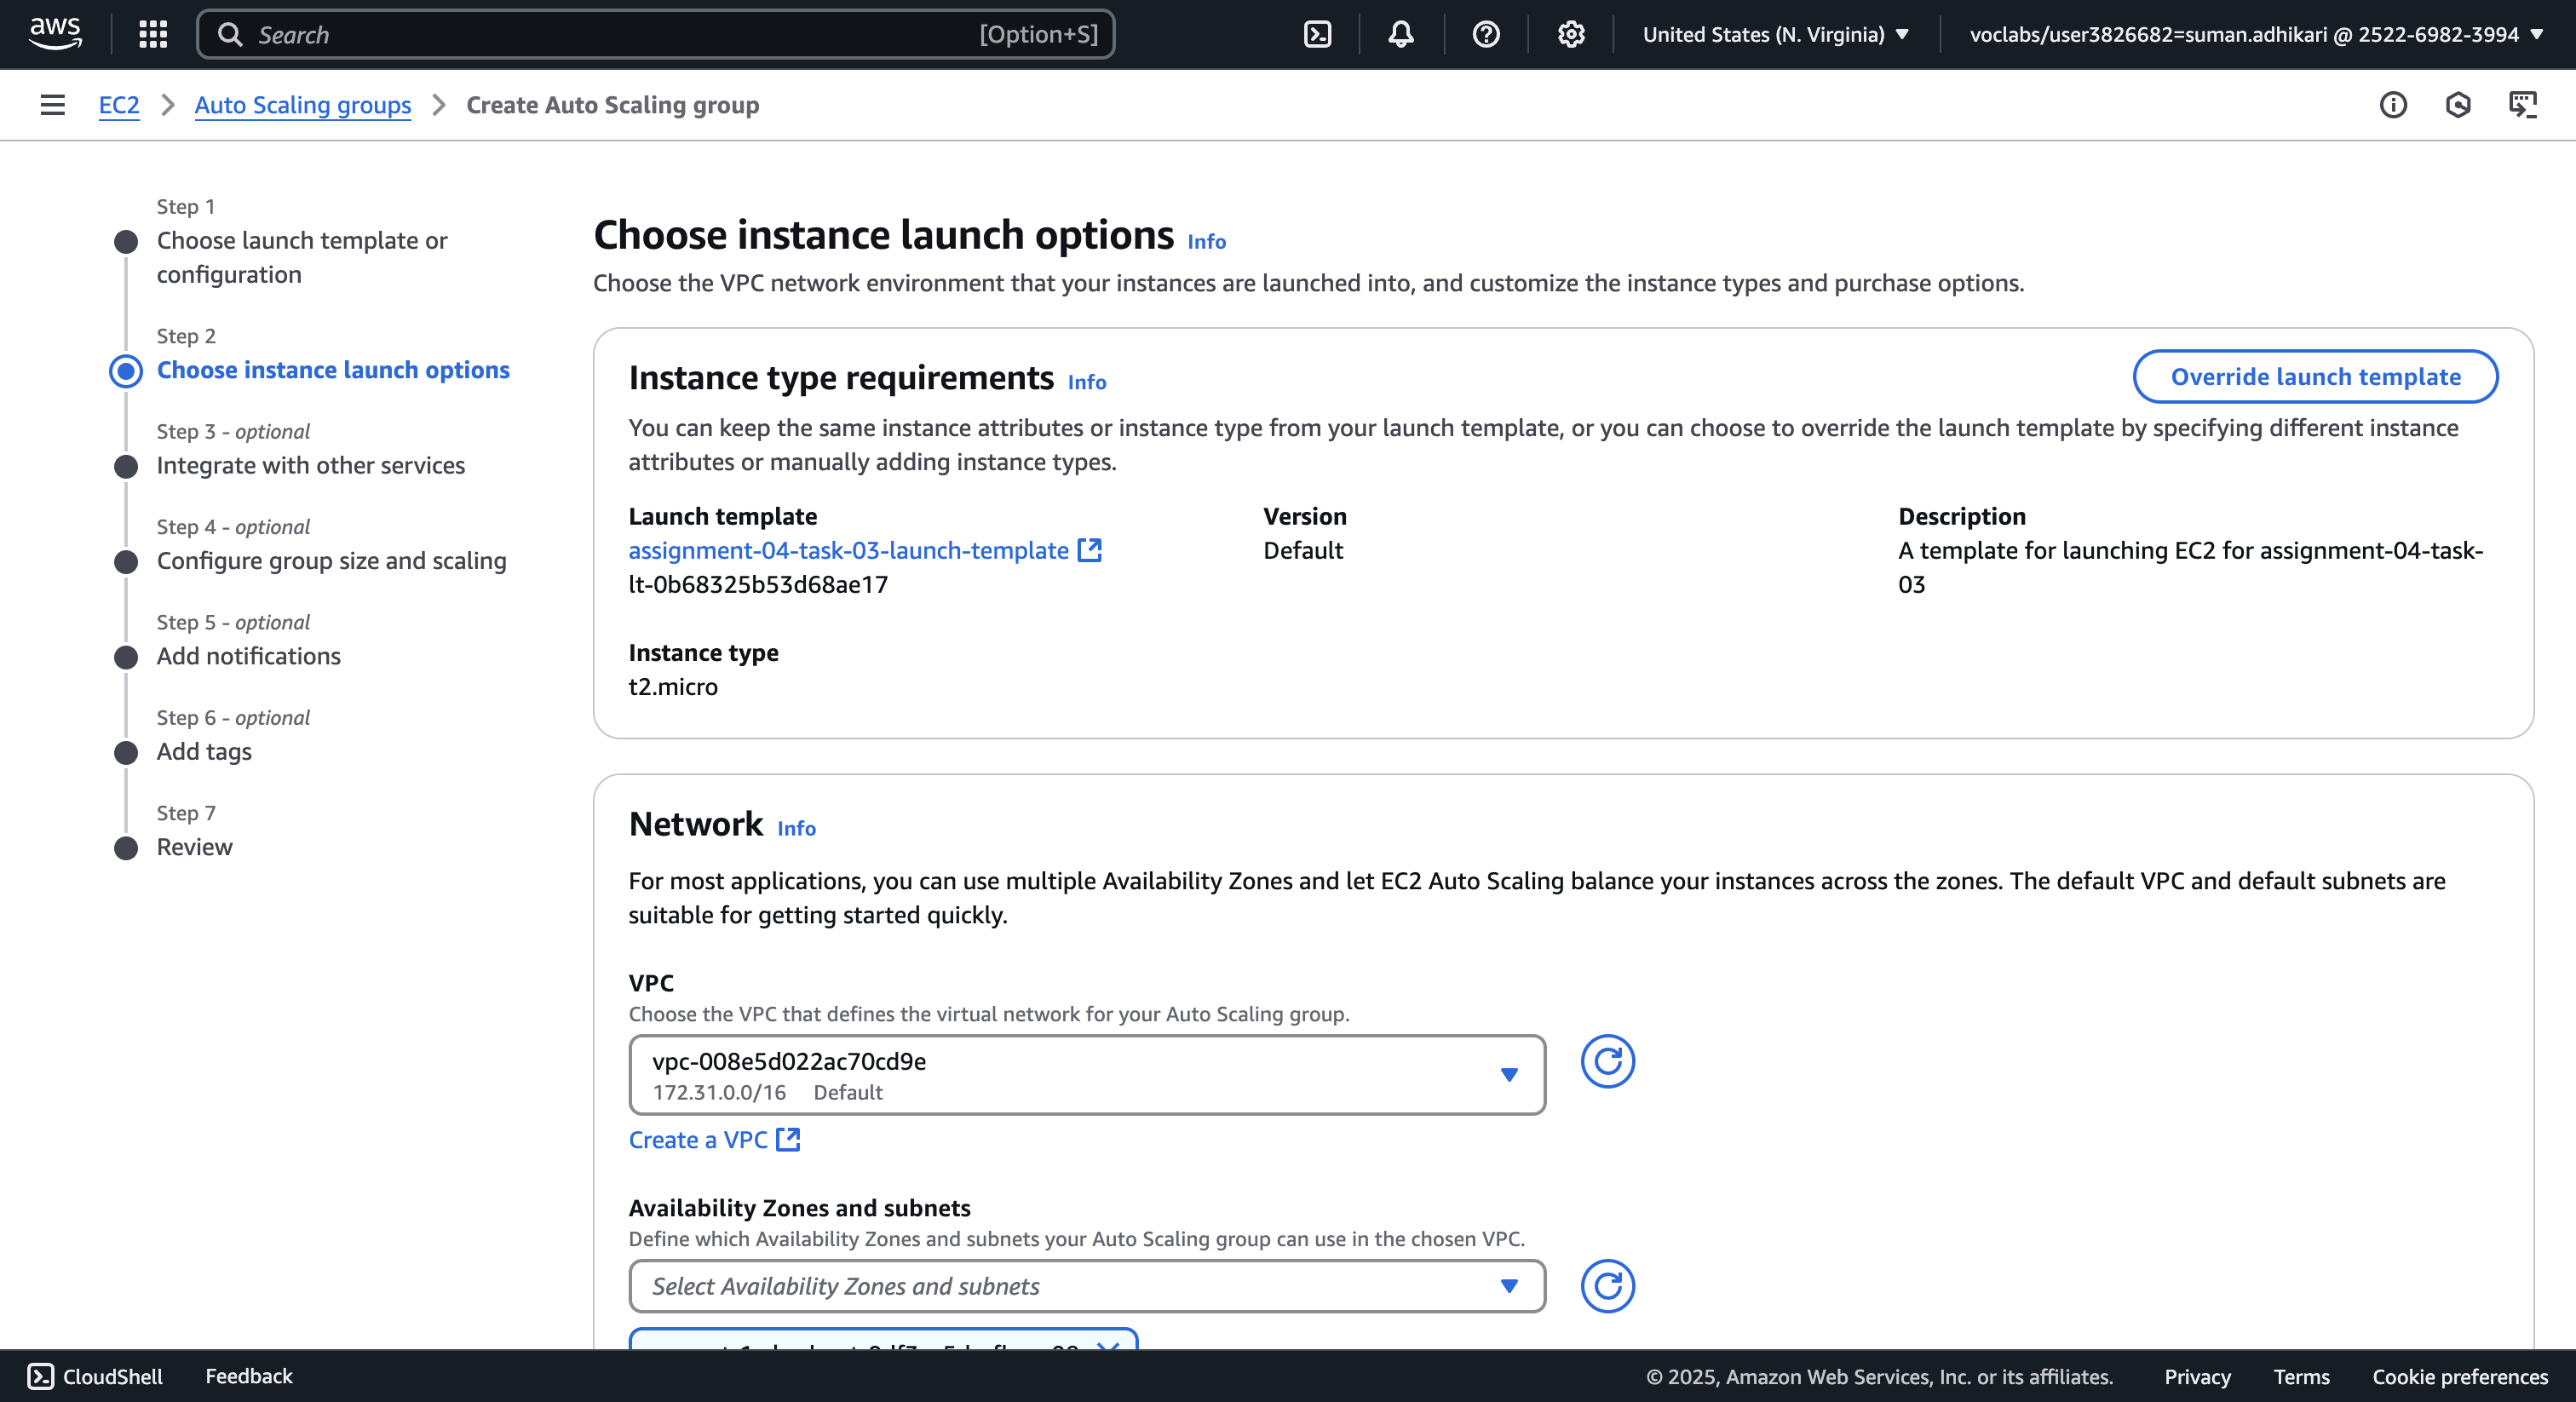 aws
Search
[Option+S]
United States (N. Virginia)
voclabs/user3826682=suman.adhikari @ 2522-6982-3994
EC2
Auto Scaling groups
Create Auto Scaling group
Step 1
Choose launch template or
configuration
Step 2
Choose instance launch options
Step 3 - optional
Integrate with other services
Step 4 - optional
Configure group size and scaling
Step 5 - optional
Add notifications
Step 6 - optional
Add tags
Step 7
Review
Choose instance launch options Info
Choose the VPC network environment that your instances are launched into, and customize the instance types and purchase options.
Instance type requirements Info
Override launch template
You can keep the same instance attributes or instance type from your launch template, or you can choose to override the launch template by specifying different instance
attributes or manually adding instance types.
Launch template
assignment-04-task-03-launch-template
lt-0b68325b53d68ae17
Version
Default
Description
A template for launching EC2 for assignment-04-task-
03
Instance type
t2.micro
Network Info
For most applications, you can use multiple Availability Zones and let EC2 Auto Scaling balance your instances across the zones. The default VPC and default subnets are
suitable for getting started quickly.
VPC
Choose the VPC that defines the virtual network for your Auto Scaling group.
vpc-008e5d022ac70cd9e
172.31.0.0/16 Default
Create a VPC
Availability Zones and subnets
Define which Availability Zones and subnets your Auto Scaling group can use in the chosen VPC.
Select Availability Zones and subnets
CloudShell
Feedback
© 2025, Amazon Web Services, Inc. or its affiliates.
Privacy
Terms
Cookie preferences